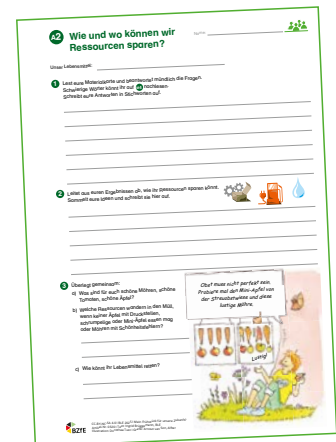 A2 Wie und wo können wir
Ressourcen sparen?
Name:
Unser Lebensmittel:
1 Lest eure Materialkarte und beantwortet mündlich die Fragen.
Schwierige Wörter könnt ihr auf nachlesen.
Schreibt eure Antworten in Stichworten auf.
2 Leitet aus euren Ergebnissen ab, wie ihr Ressourcen sparen könnt.
Sammelt eure Ideen und schreibt sie hier auf.
3 Überlegt gemeinsam:
a) Was sind für euch schöne Möhren, schöne
Tomaten, schöne Äpfel?
b) Welche Ressourcen wandern in den Müll,
wenn keiner Äpfel mit Druckstellen,
schrumpelige oder Mini-Äpfel essen mag
oder Möhren mit Schönheitsfehlern?
c) Wie könnt ihr Lebensmittel retten?
Obst muss nicht perfekt sein.
Probiere mal den Mini-Apfel von
der Streuobstwiese und diese
lustige Möhre.
Lustig!
BZfE